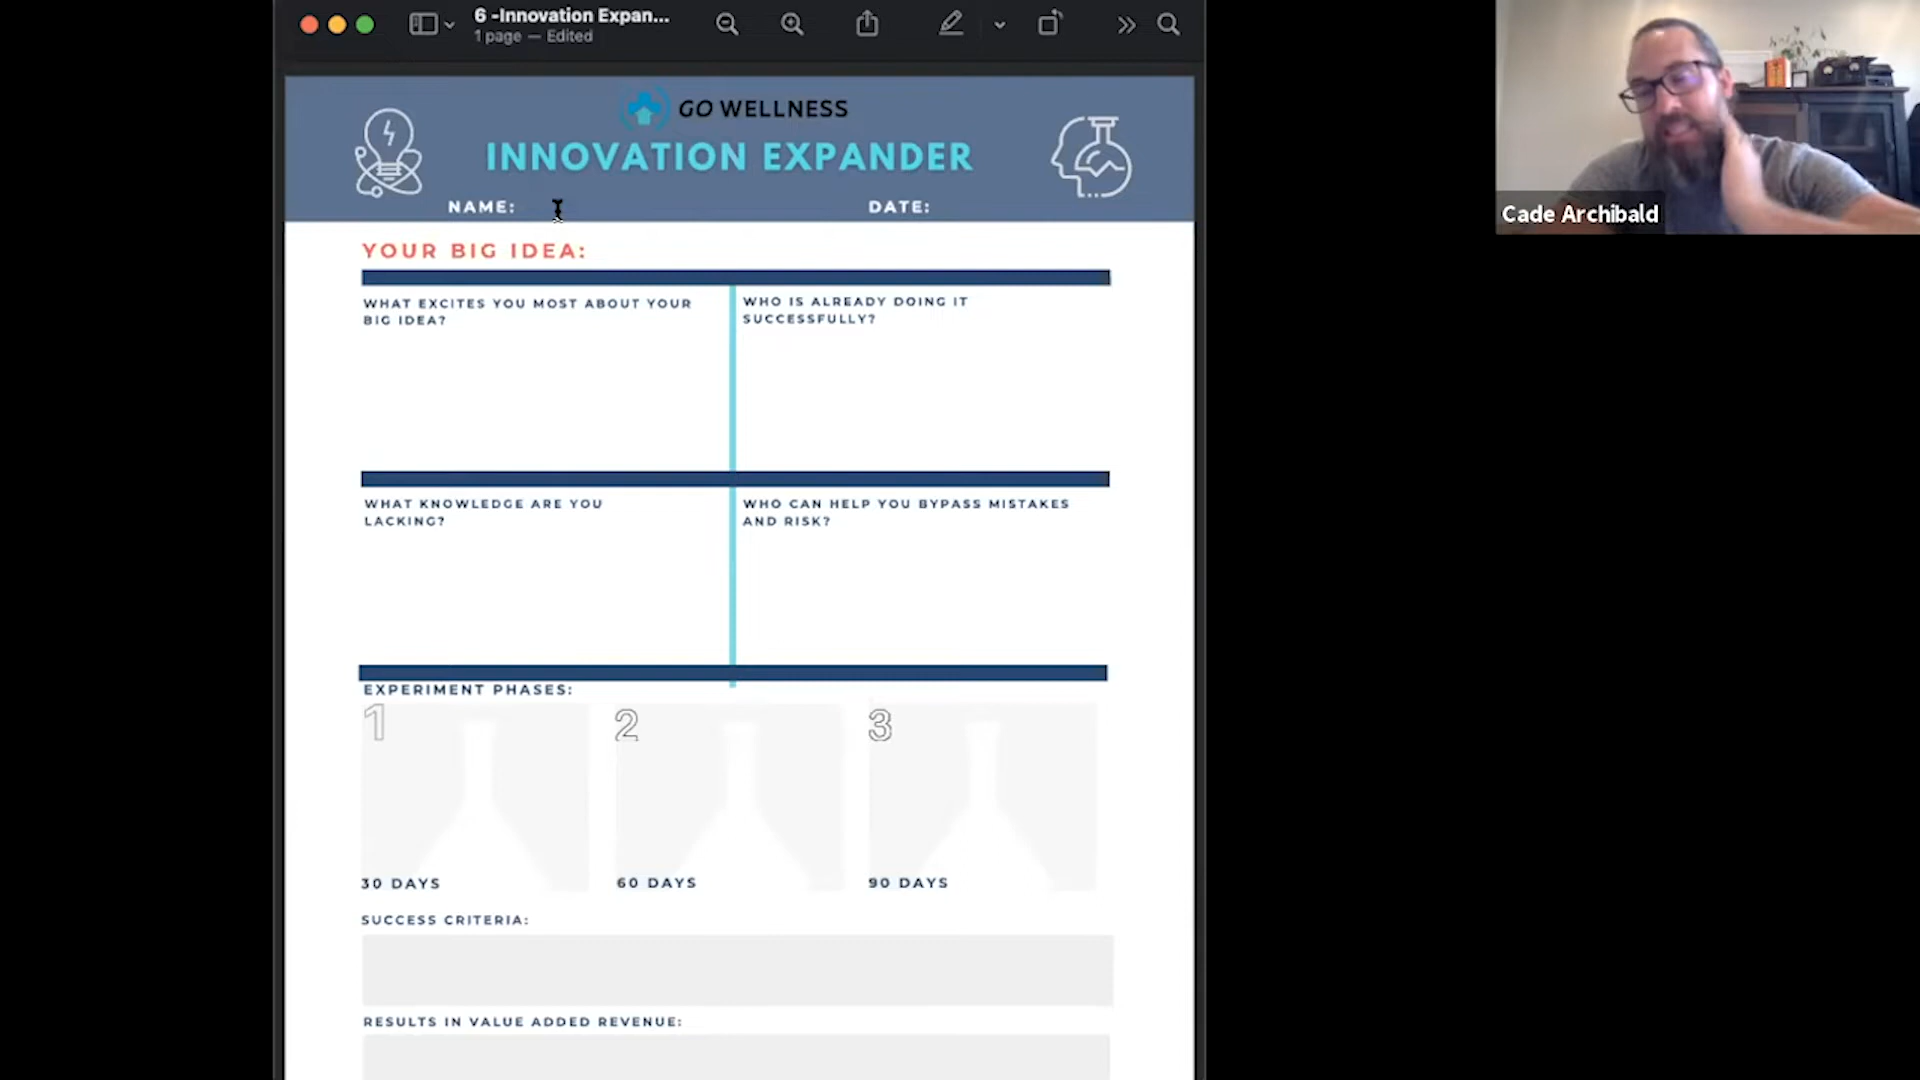 6 -Innovation Expan...
1 page — Edited
GO WELLNESS
INNOVATION EXPANDER
NAME:
DATE:
Cade Archibald
YOUR BIG IDEA:
WHAT EXCITES YOU MOST ABOUT YOUR
BIG IDEA?
WHO IS ALREADY DOING IT
SUCCESSFULLY?
WHAT KNOWLEDGE ARE YOU
LACKING?
WHO CAN HELP YOU BYPASS MISTAKES
AND RISK?
EXPERIMENT PHASES:
1
2
3
30 DAYS
60 DAYS
90 DAYS
SUCCESS CRITERIA:
RESULTS IN VALUE ADDED REVENUE: